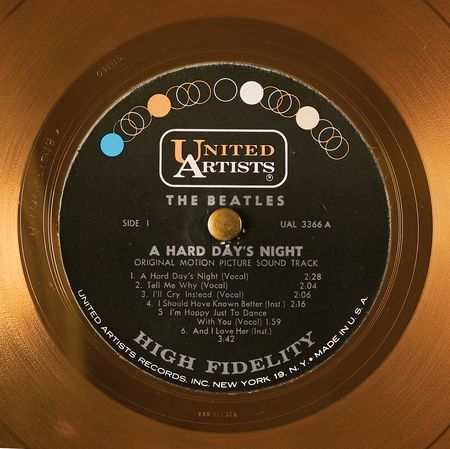 UNITED
ARTISTS
®
THE BEATLES
SIDE 1
UAL 3366 A
A HARD DAY'S NIGHT
ORIGINAL MOTION PICTURE SOUND TRACK
1. A Hard Day's Night (Vocal) 2:28
2. Tell Me Why (Vocal) 2:04
3. I'll Cry Instead (Vocal) 2:06
4. I Should Have Known Better (Inst.) 2:16
5 I'm Happy Just To Dance
With You (Vocal) 1:59
6. And I Love Her (Inst.)
3:42
HIGH FIDELITY
UNITED ARTISTS RECORDS, INC. NEW YORK 19, N.Y. • MADE IN U.S.A.
VAN GELDER